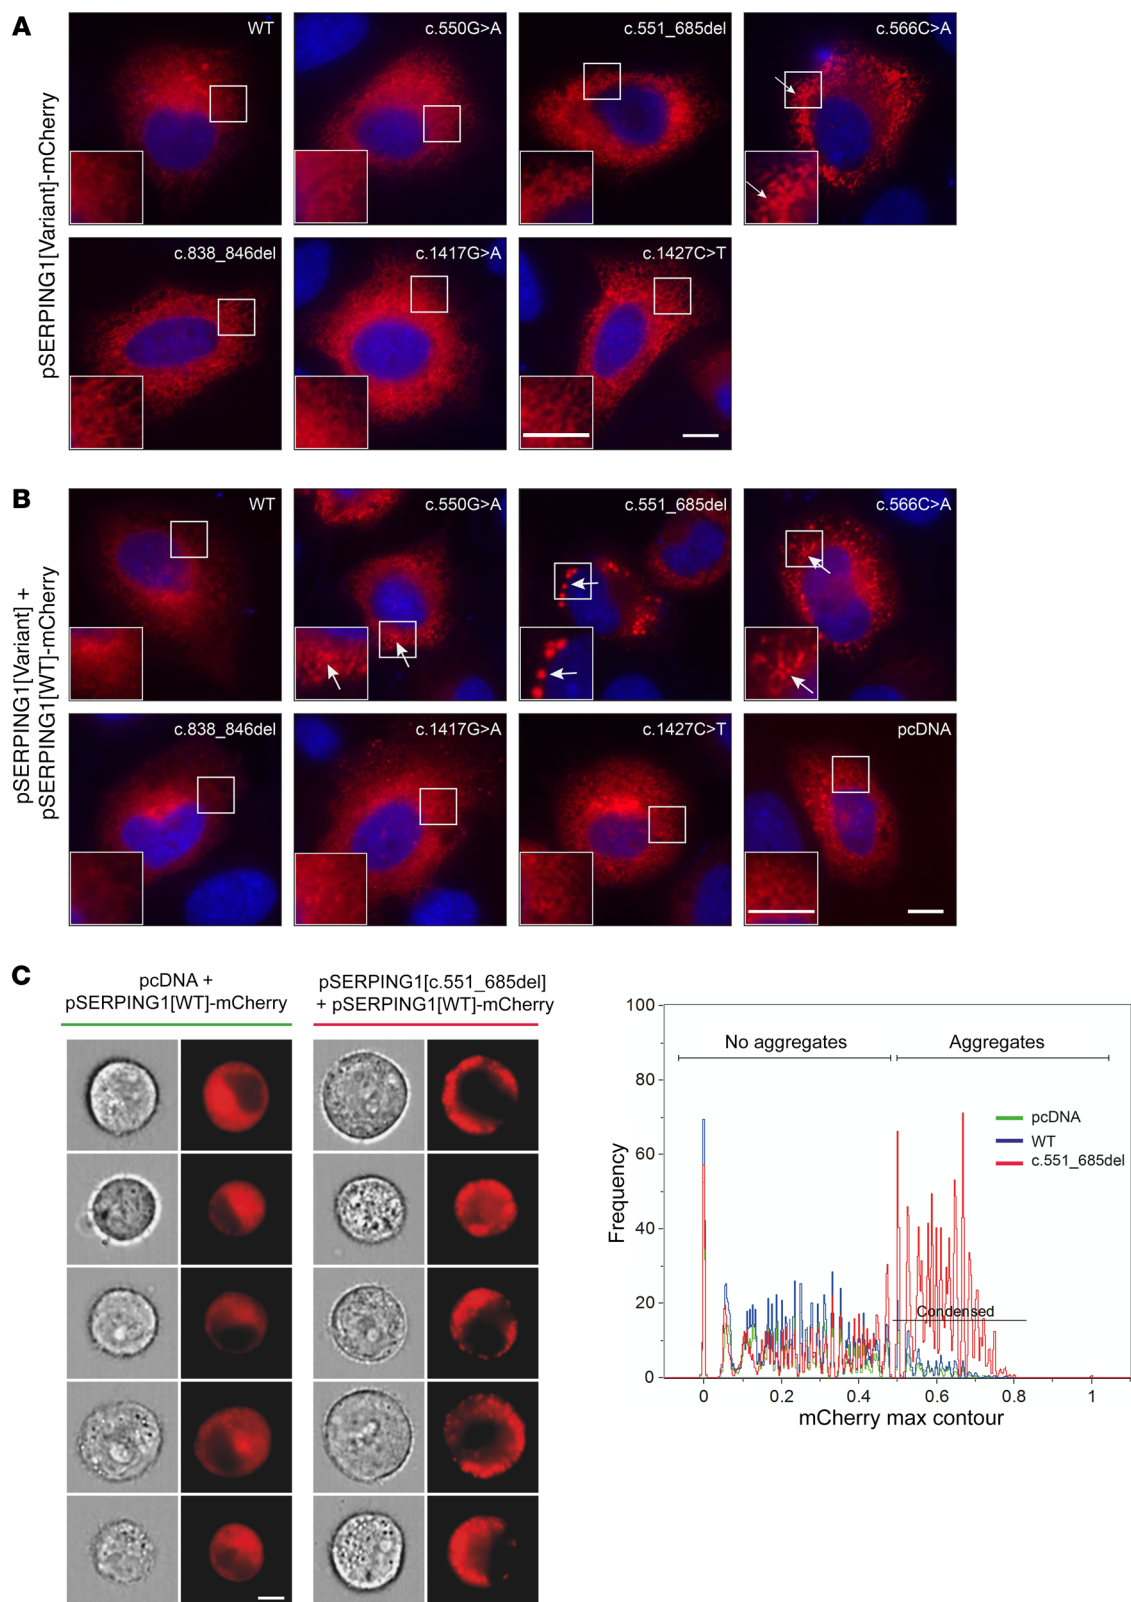 A
pSERPING1[Variant]-mCherry
WT
c.550G>A
c.551_685del
c.566C>A
c.838_846del
c.1417G>A
c.1427C>T
B
pSERPING1[Variant] +
pSERPING1[WT]-mCherry
WT
c.550G>A
c.551_685del
c.566C>A
c.838_846del
c.1417G>A
c.1427C>T
pcDNA
C
pcDNA +
pSERPING1[WT]-mCherry
pSERPING1[c.551_685del]
+ pSERPING1[WT]-mCherry
100
80
60
40
20
0
Frequency
No aggregates
Aggregates
pcDNA
WT
c.551_685del
Condensed
0
0.2
0.4
0.6
0.8
1
mCherry max contour